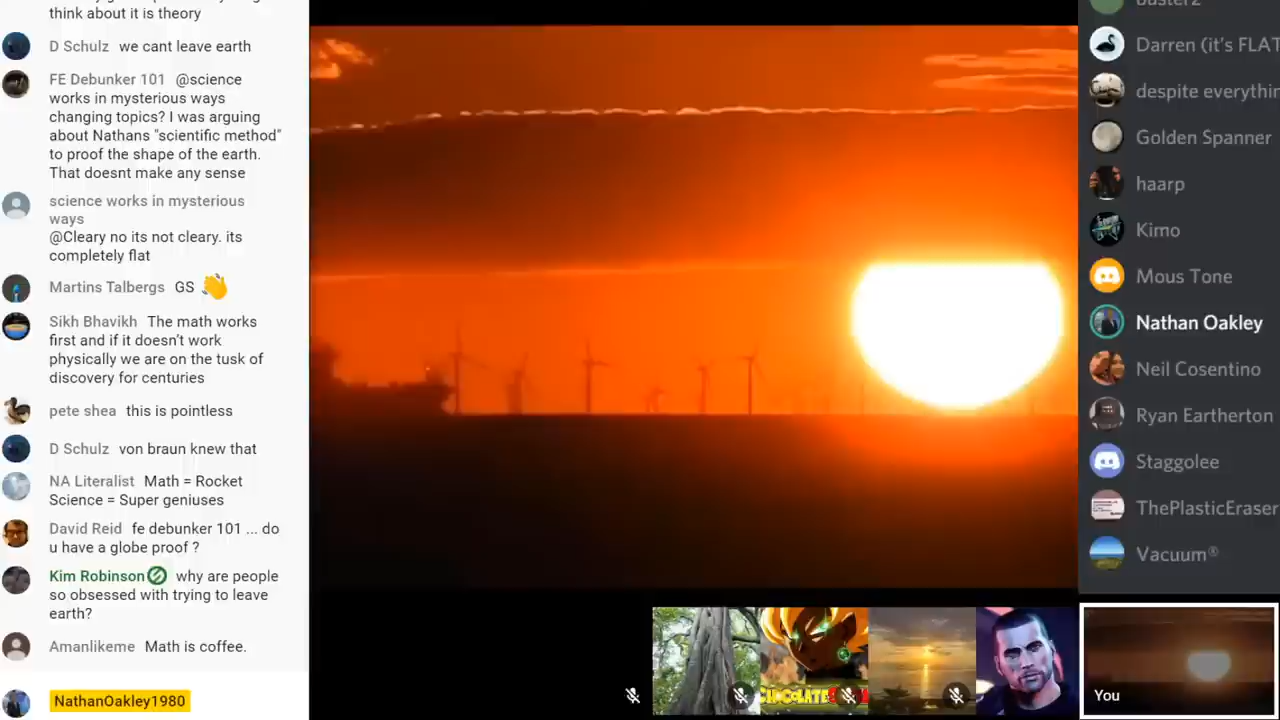 think about it is theory
D Schulz we cant leave earth
FE Debunker 101 @science
works in mysterious ways
changing topics? I was arguing
about Nathans "scientific method"
to proof the shape of the earth.
That doesnt make any sense
science works in mysterious
ways
@Cleary no its not cleary. its
completely flat
Martins Talbergs GS 👋
Sikh Bhavikh The math works
first and if it doesn't work
physically we are on the tusk of
discovery for centuries
pete shea this is pointless
D Schulz von braun knew that
NA Literalist Math = Rocket
Science = Super geniuses
David Reid fe debunker 101 ... do
u have a globe proof ?
Kim Robinson why are people
so obsessed with trying to leave
earth?
Amanlikeme Math is coffee.
NathanOakley1980
Darren (it's FLAT
despite everythin
Golden Spanner
haarp
Kimo
Mous Tone
Nathan Oakley
Neil Cosentino
Ryan Eartherton
Staggolee
ThePlasticEraser
Vacuum®
You